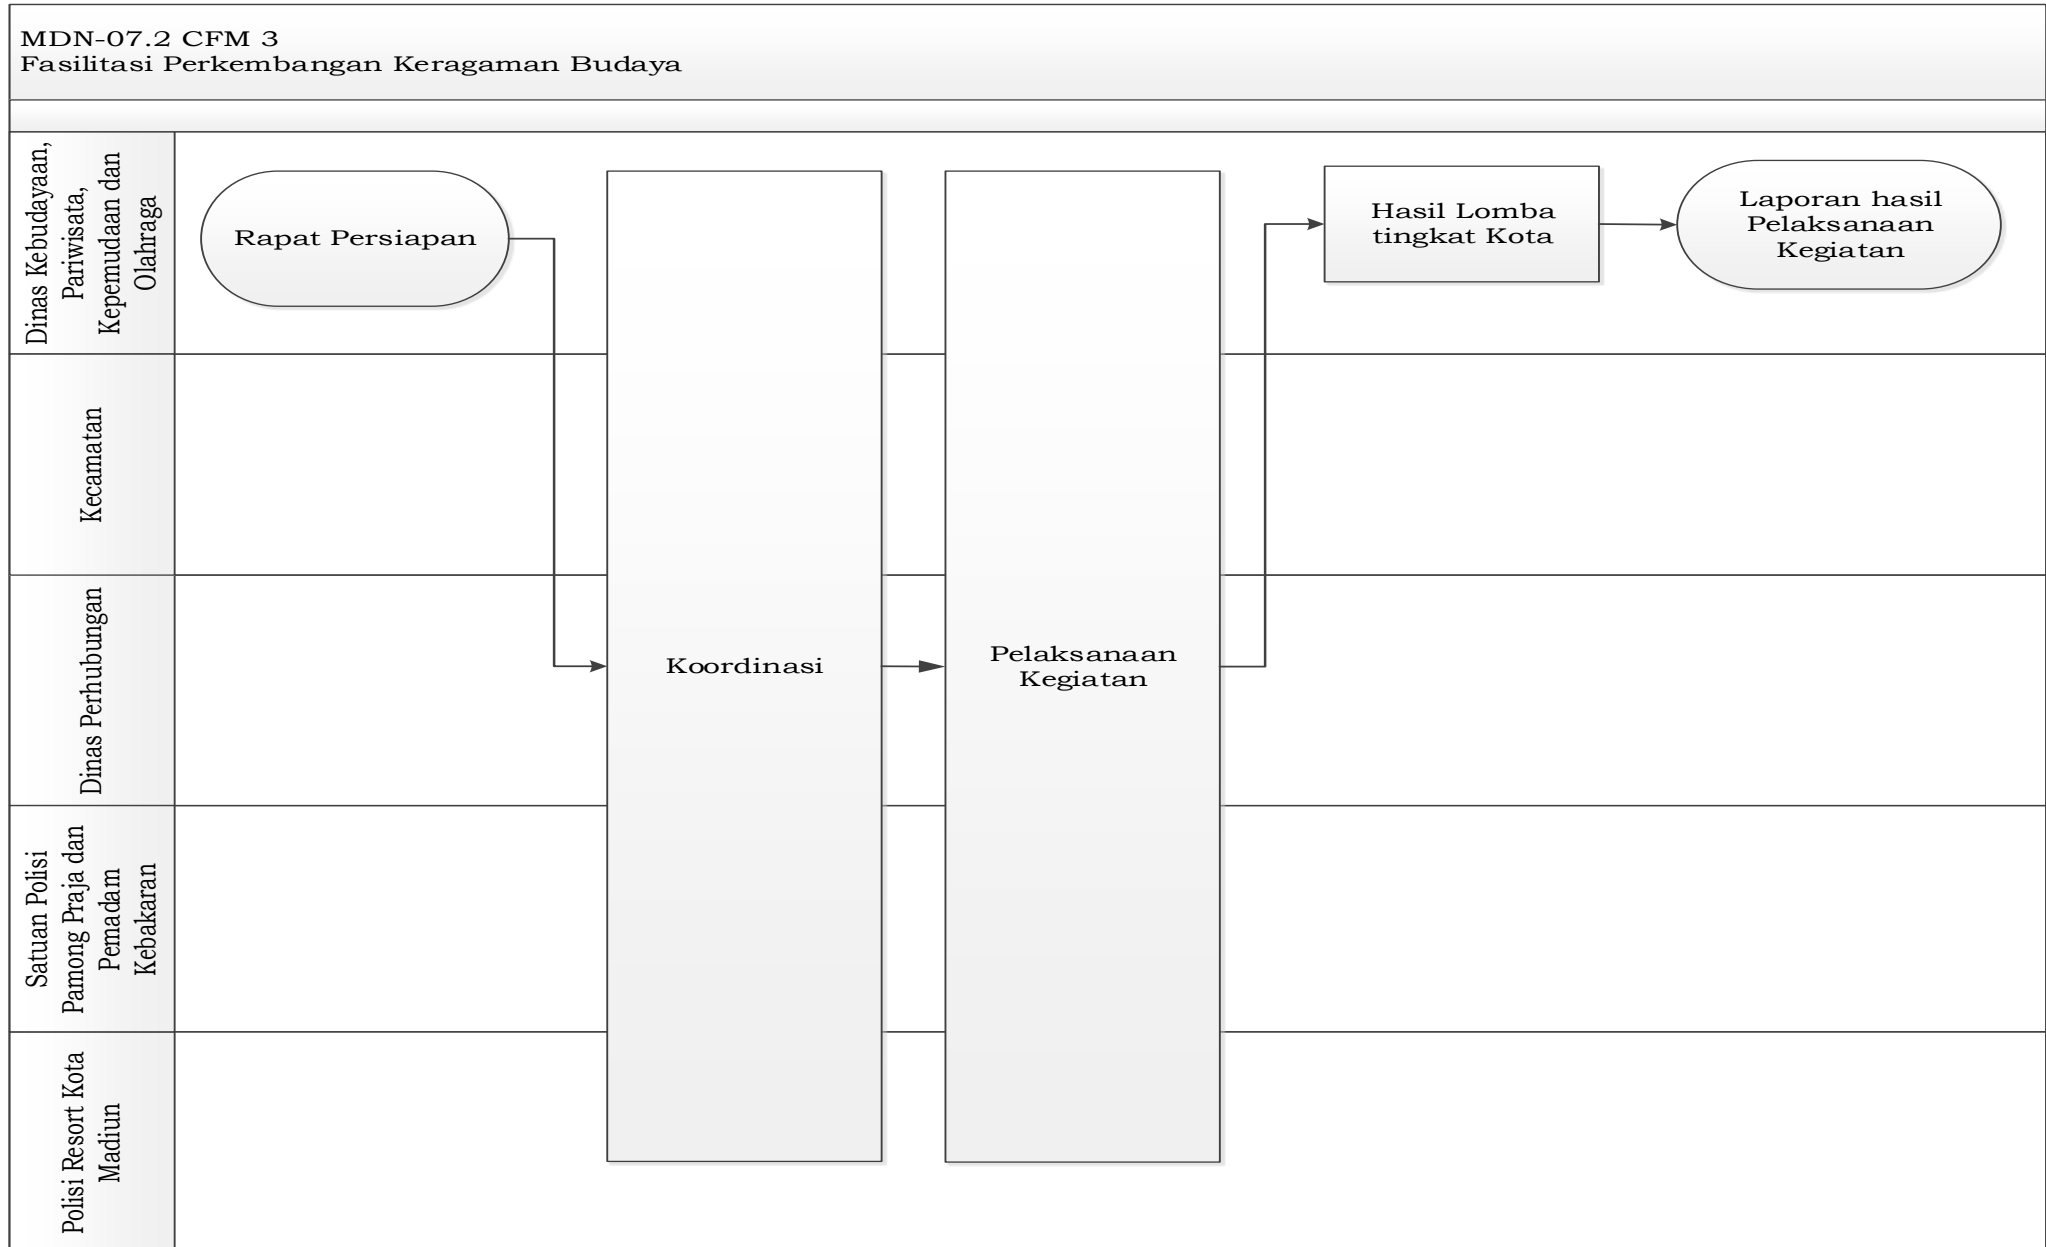 MDN-07.2 CFM 3
Fasilitasi Perkembangan Keragaman Budaya
Dinas Kebudayaan,
Pariwisata,
Kepemudaan dan
Olahraga
Rapat Persiapan
Hasil Lomba
tingkat Kota
Laporan hasil
Pelaksanaan
Kegiatan
Kecamatan
Dinas Perhubungan
Koordinasi
Pelaksanaan
Kegiatan
Satuan Polisi
Pamong Praja dan
Pemadam
Kebakaran
Polisi Resort Kota
Madiun